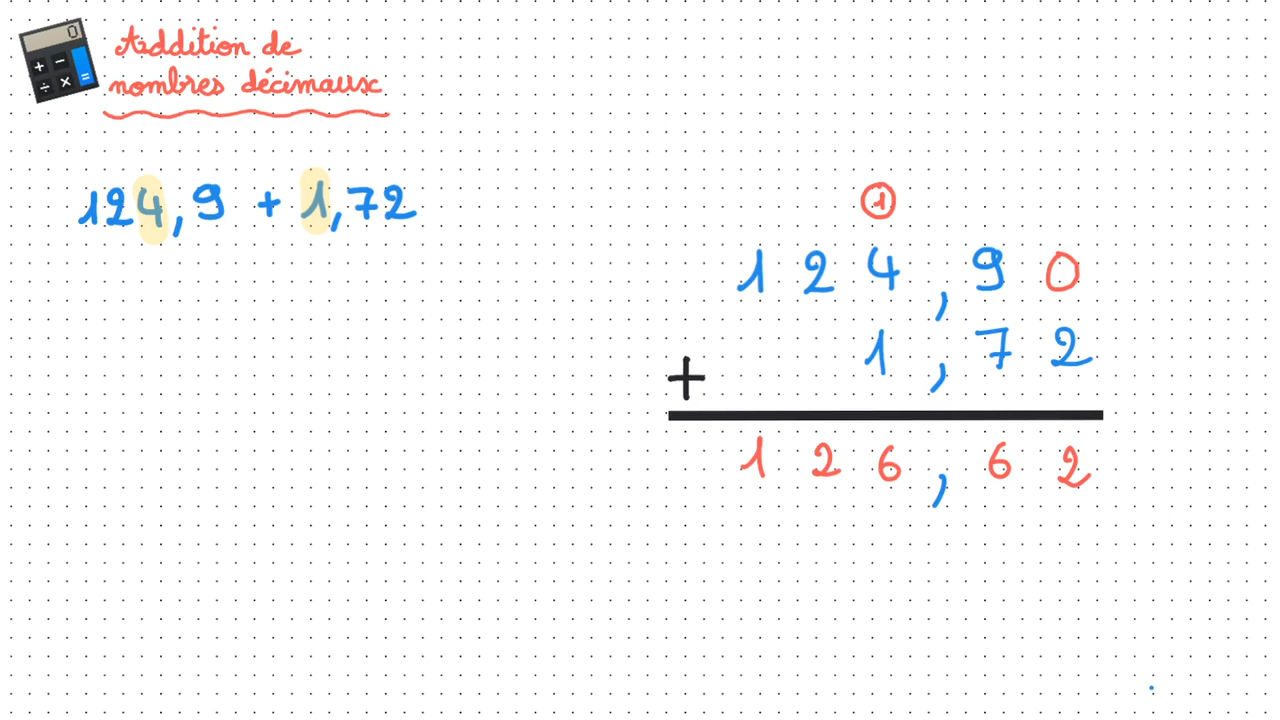 0
+ −
÷ × =
Addition de
nombres décimaux
124,9 + 1,72
1
1 2 4 , 9 0
+ 1 , 7 2
1 2 6 , 6 2